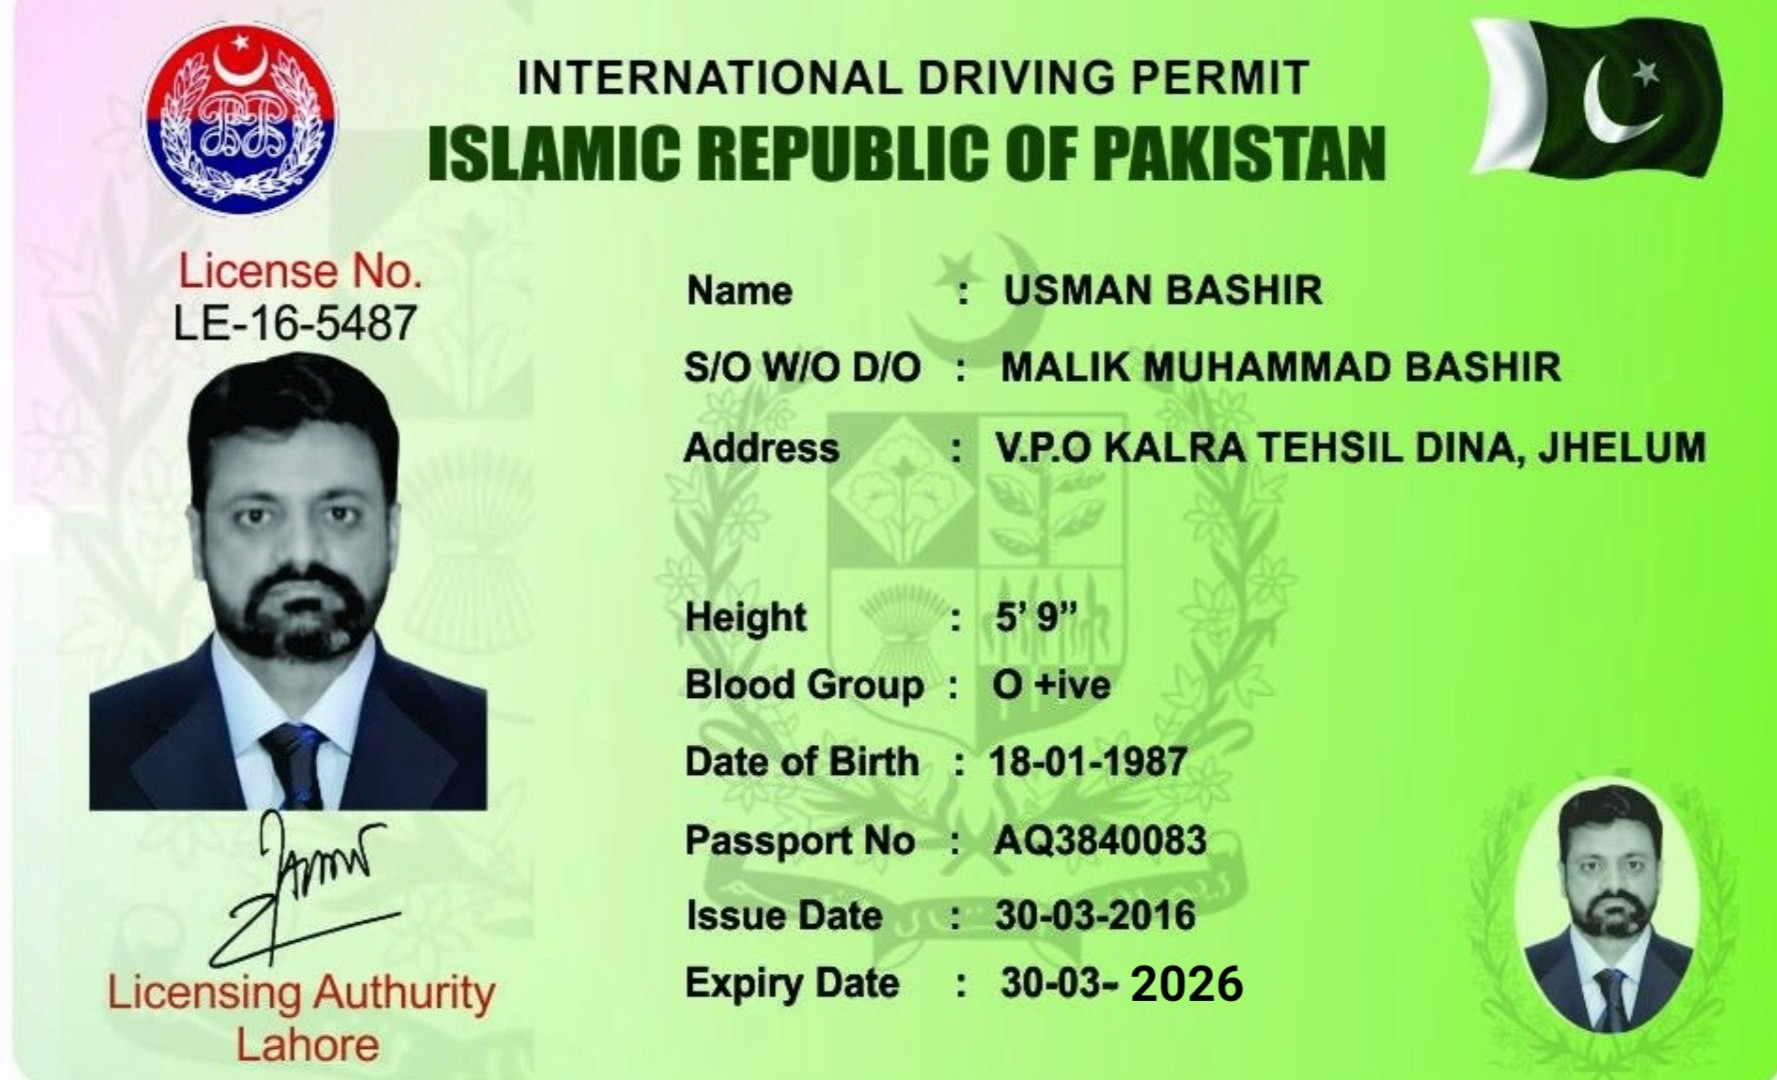 INTERNATIONAL DRIVING PERMIT
ISLAMIC REPUBLIC OF PAKISTAN
License No.
LE-16-5487
Name : USMAN BASHIR
S/O W/O D/O : MALIK MUHAMMAD BASHIR
Address : V.P.O KALRA TEHSIL DINA, JHELUM
Height : 5' 9"
Blood Group : O +ive
Date of Birth : 18-01-1987
Passport No : AQ3840083
Issue Date : 30-03-2016
Expiry Date : 30-03- 2026
Licensing Authurity
Lahore